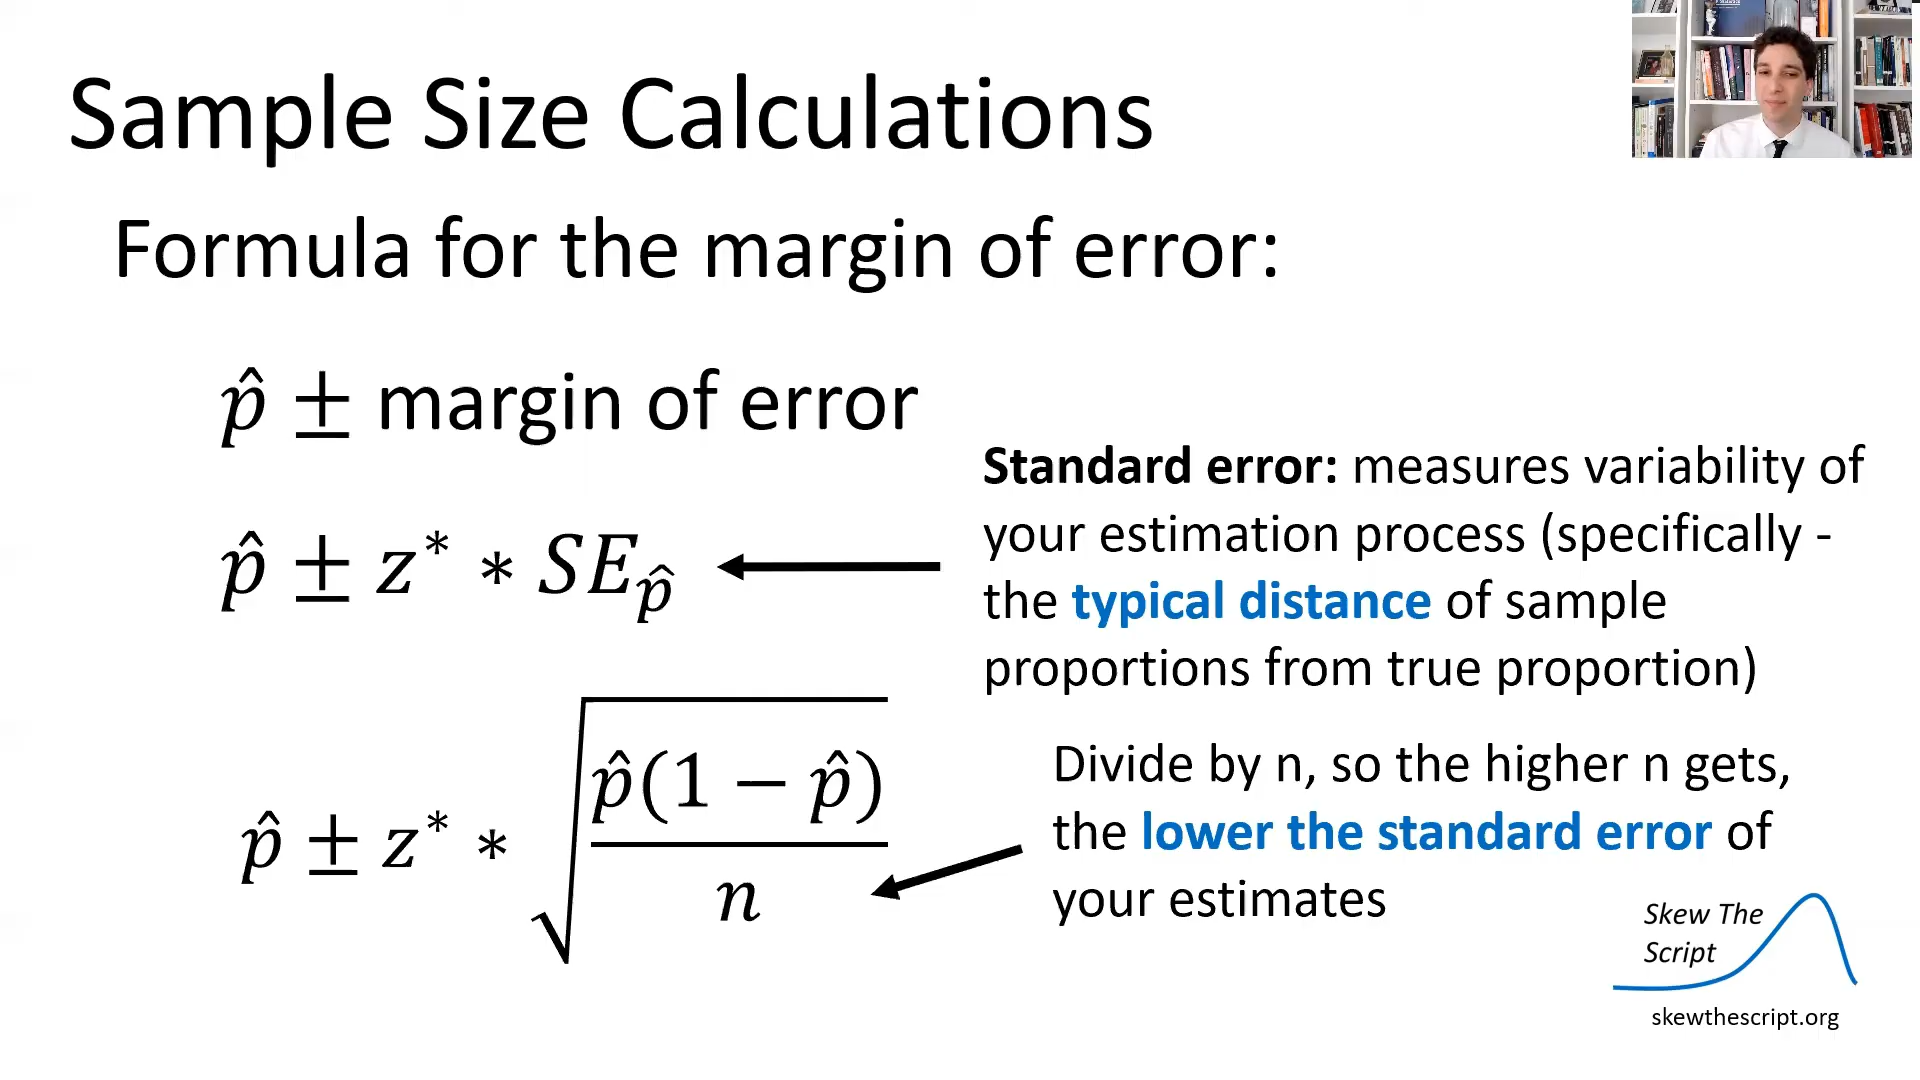 Sample Size Calculations
Formula for the margin of error:
p̂ ± margin of error
p̂ ± z* * SE_p̂
Standard error: measures variability of
your estimation process (specifically -
the typical distance of sample
proportions from true proportion)
p̂ ± z* * √(p̂(1 − p̂)/n)
Divide by n, so the higher n gets,
the lower the standard error of
your estimates
Skew The
Script
skewthescript.org